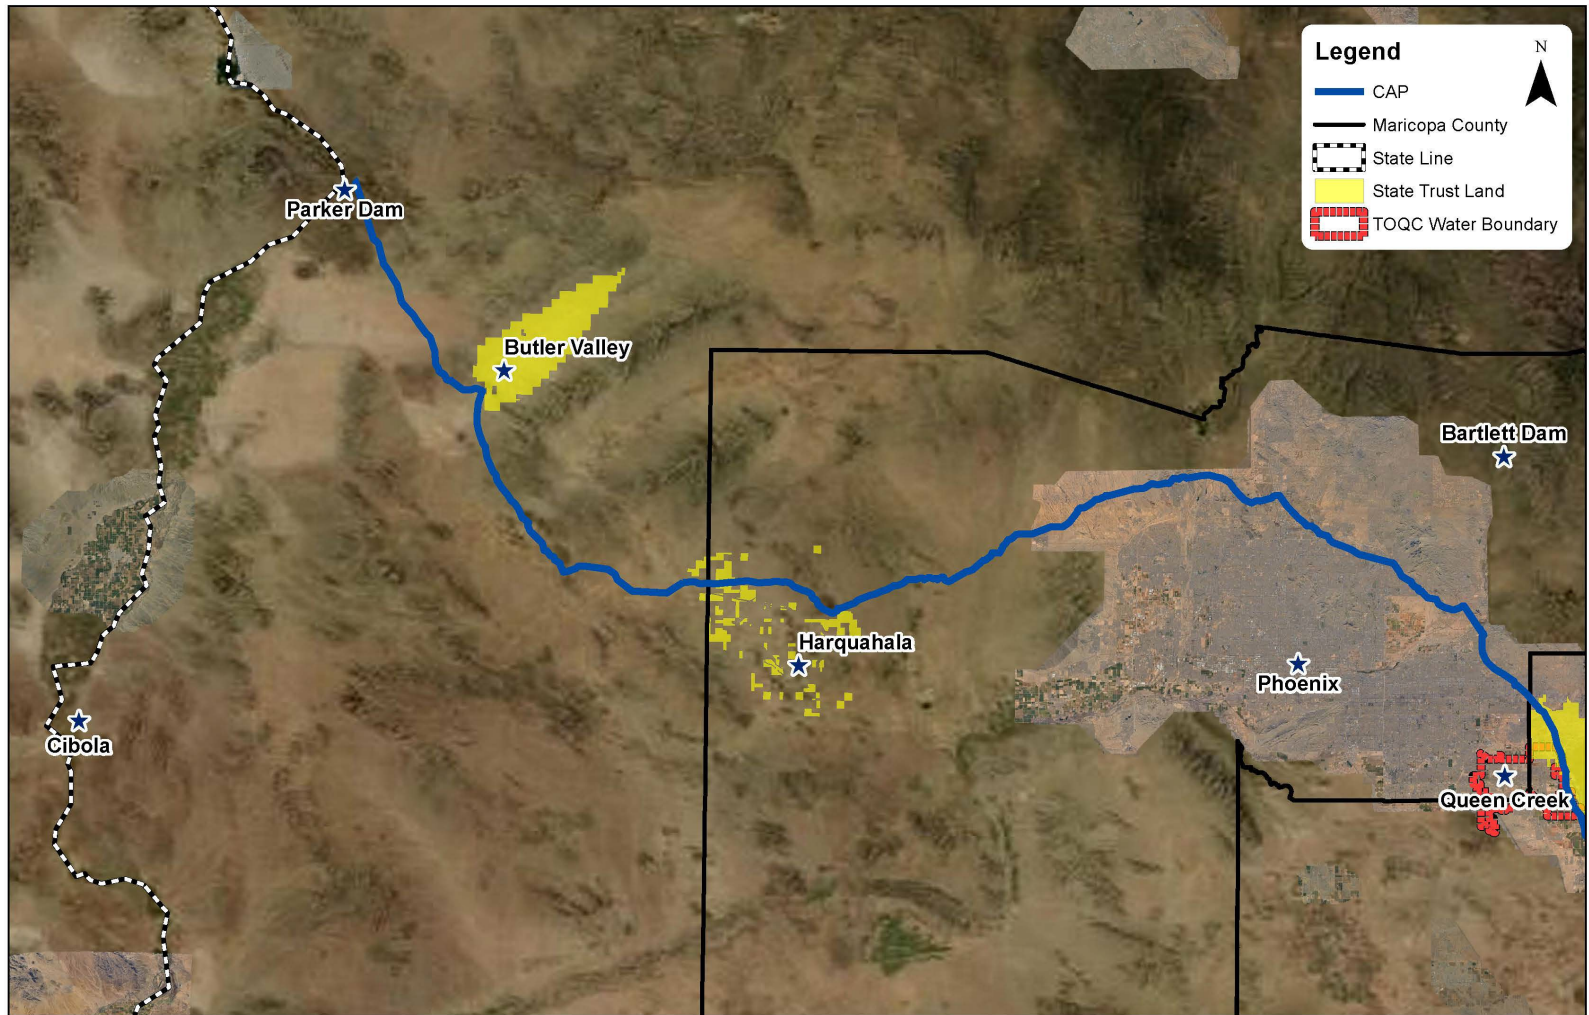 Legend
N
CAP
Maricopa County
State Line
State Trust Land
TOQC Water Boundary
Parker Dam
Butler Valley
Bartlett Dam
Harquahala
Phoenix
Cibola
Queen Creek